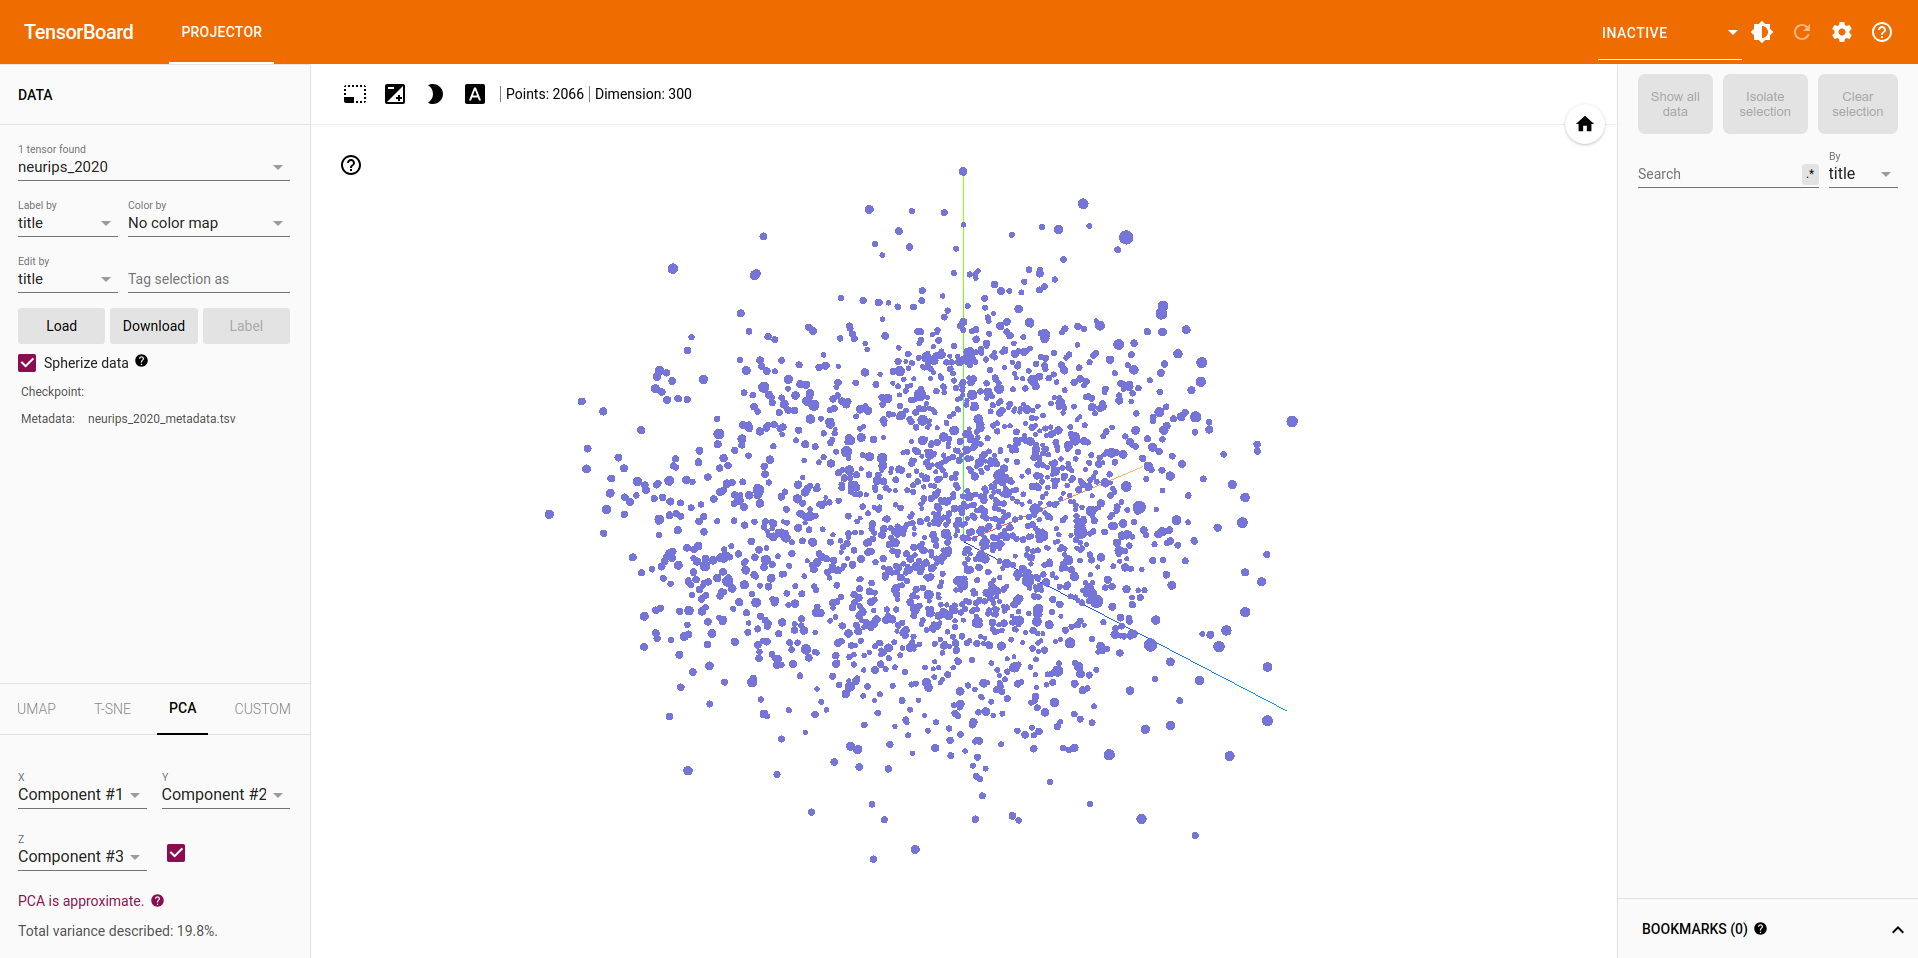 TensorBoard
PROJECTOR
INACTIVE
DATA
1 tensor found
neurips_2020
Label by
title
Color by
No color map
Edit by
title
Tag selection as
Load
Download
Label
Spherize data
Checkpoint:
Metadata: neurips_2020_metadata.tsv
UMAP
T-SNE
PCA
CUSTOM
X
Component #1
Y
Component #2
Z
Component #3
PCA is approximate.
Total variance described: 19.8%.
A
Points: 2066
Dimension: 300
Show all
data
Isolate
selection
Clear
selection
Search
.*
By
title
BOOKMARKS (0)